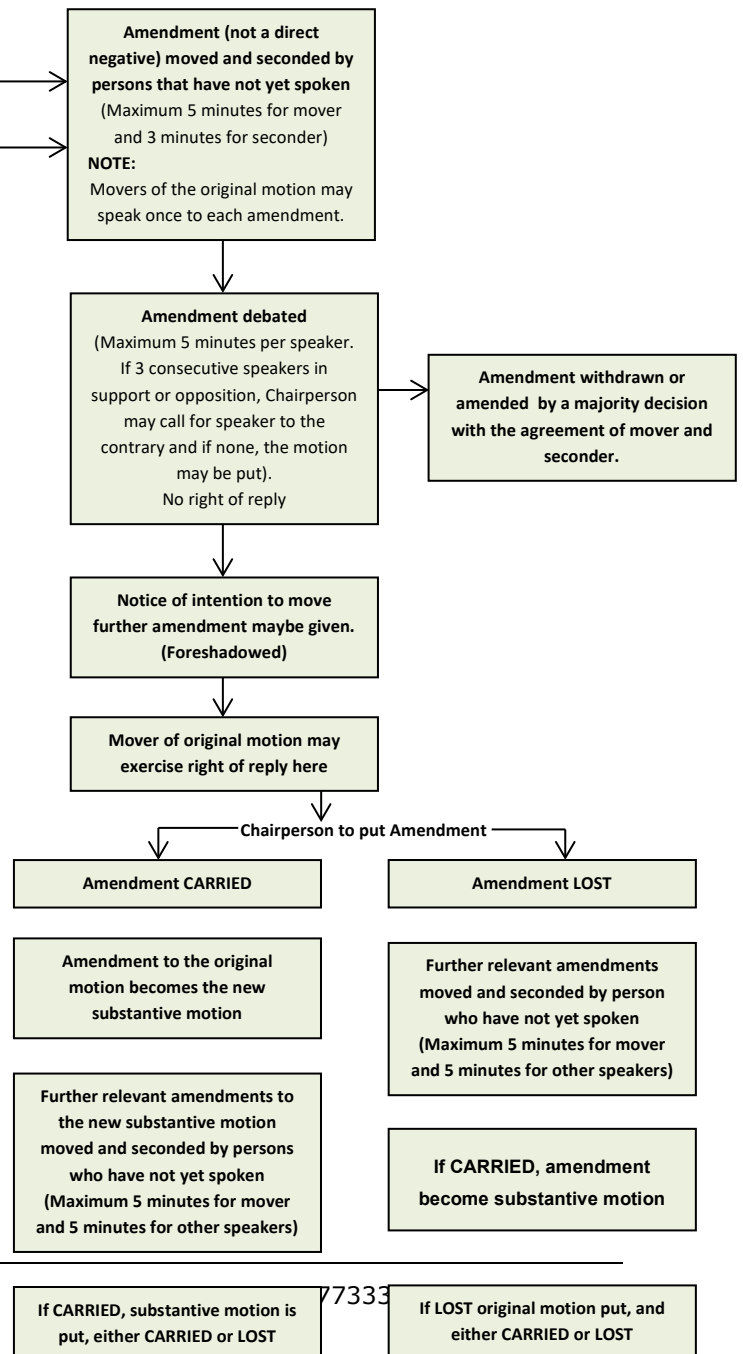 Amendment (not a direct
negative) moved and seconded by
persons that have not yet spoken
(Maximum 5 minutes for mover
and 3 minutes for seconder)
NOTE:
Movers of the original motion may
speak once to each amendment.
Amendment debated
(Maximum 5 minutes per speaker.
If 3 consecutive speakers in
support or opposition, Chairperson
may call for speaker to the
contrary and if none, the motion
may be put).
No right of reply
Amendment withdrawn or
amended by a majority decision
with the agreement of mover and
seconder.
Notice of intention to move
further amendment maybe given.
(Foreshadowed)
Mover of original motion may
exercise right of reply here
Chairperson to put Amendment
Amendment CARRIED
Amendment LOST
Amendment to the original
motion becomes the new
substantive motion
Further relevant amendments
moved and seconded by person
who have not yet spoken
(Maximum 5 minutes for mover
and 5 minutes for other speakers)
Further relevant amendments to
the new substantive motion
moved and seconded by persons
who have not yet spoken
(Maximum 5 minutes for mover
and 5 minutes for other speakers)
If CARRIED, amendment
become substantive motion
If CARRIED, substantive motion is
put, either CARRIED or LOST
77333
If LOST original motion put, and
either CARRIED or LOST